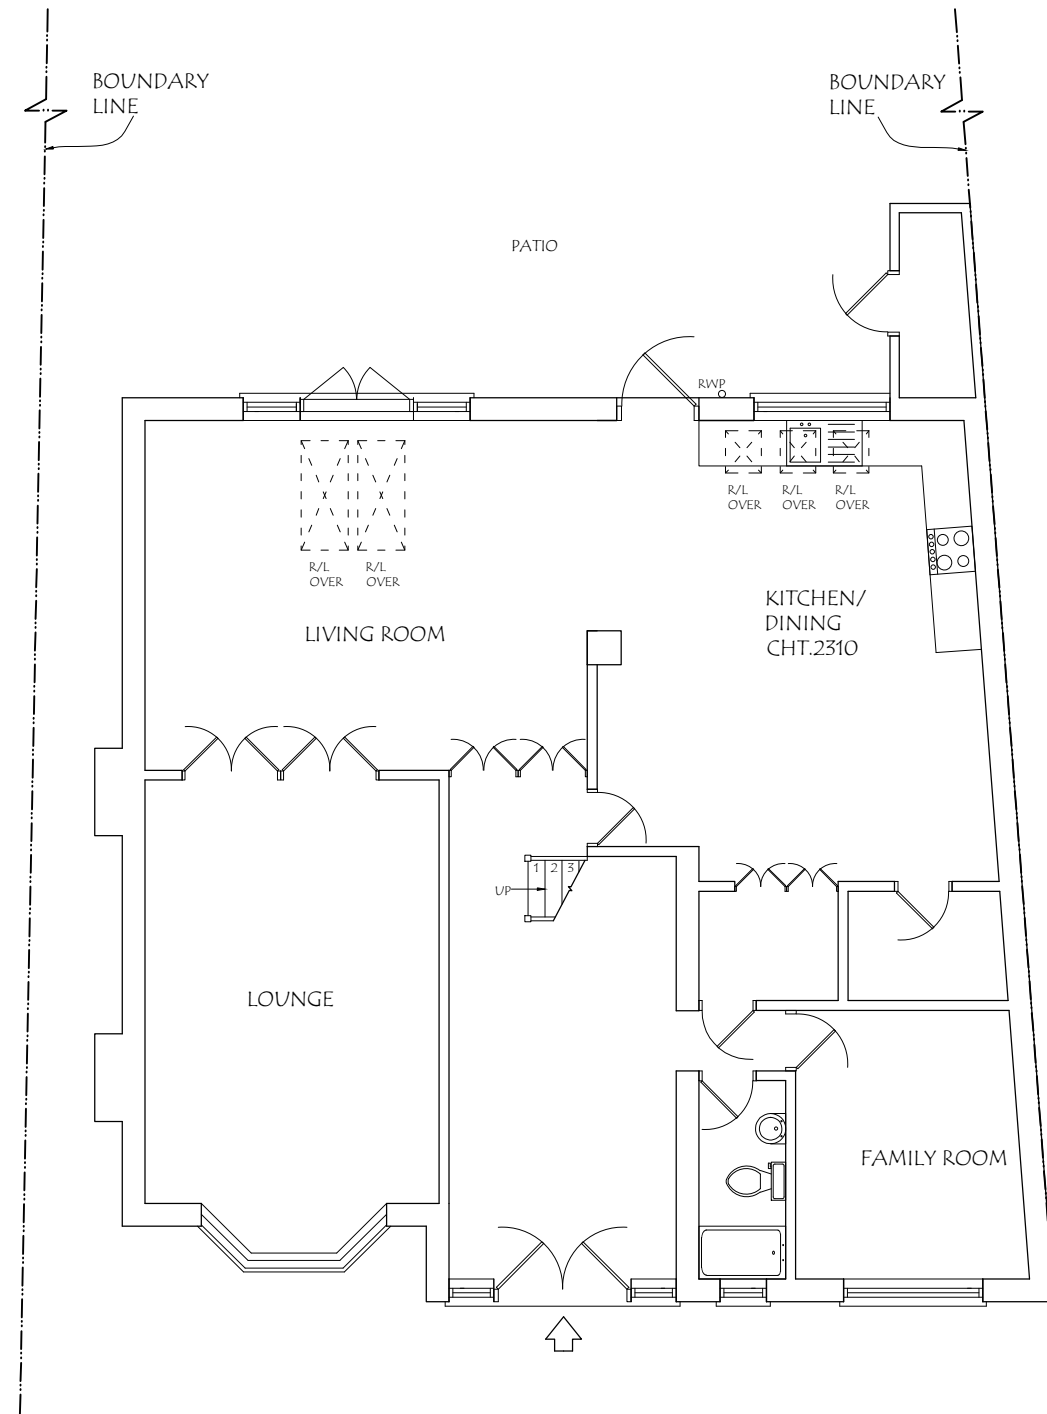 BOUNDARY
LINE
BOUNDARY
LINE
PATIO
RWP
R/L
OVER
R/L
OVER
R/L
OVER
R/L
OVER
R/L
OVER
KITCHEN/
DINING
CHT.2310
LIVING ROOM
1 2 3
UP
LOUNGE
FAMILY ROOM